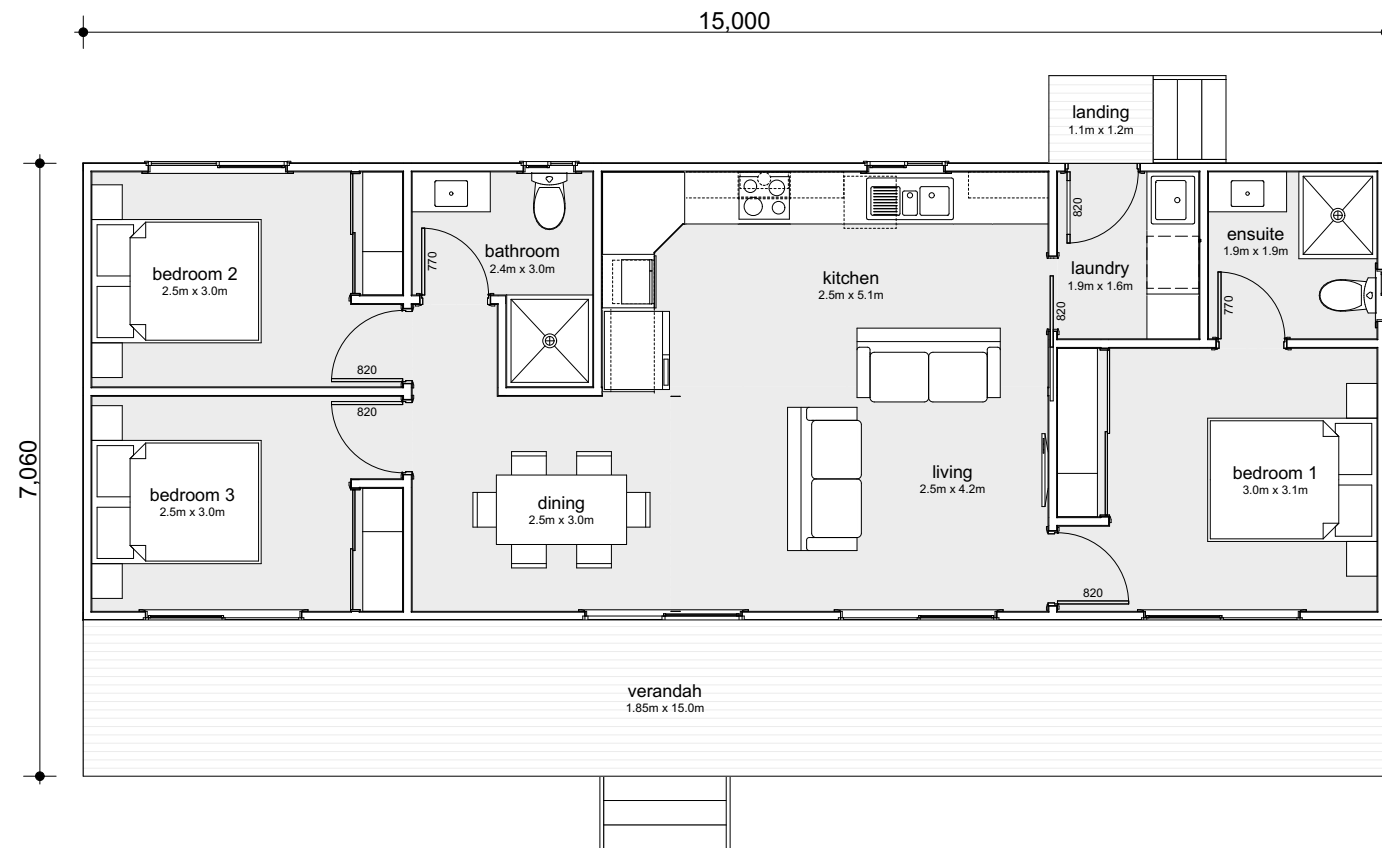 15,000
landing
1.1m x 1.2m
7,060
bedroom 2
2.5m x 3.0m
820
770
bathroom
2.4m x 3.0m
kitchen
2.5m x 5.1m
820
laundry
1.9m x 1.6m
820
ensuite
1.9m x 1.9m
770
bedroom 3
2.5m x 3.0m
820
dining
2.5m x 3.0m
living
2.5m x 4.2m
bedroom 1
3.0m x 3.1m
820
verandah
1.85m x 15.0m